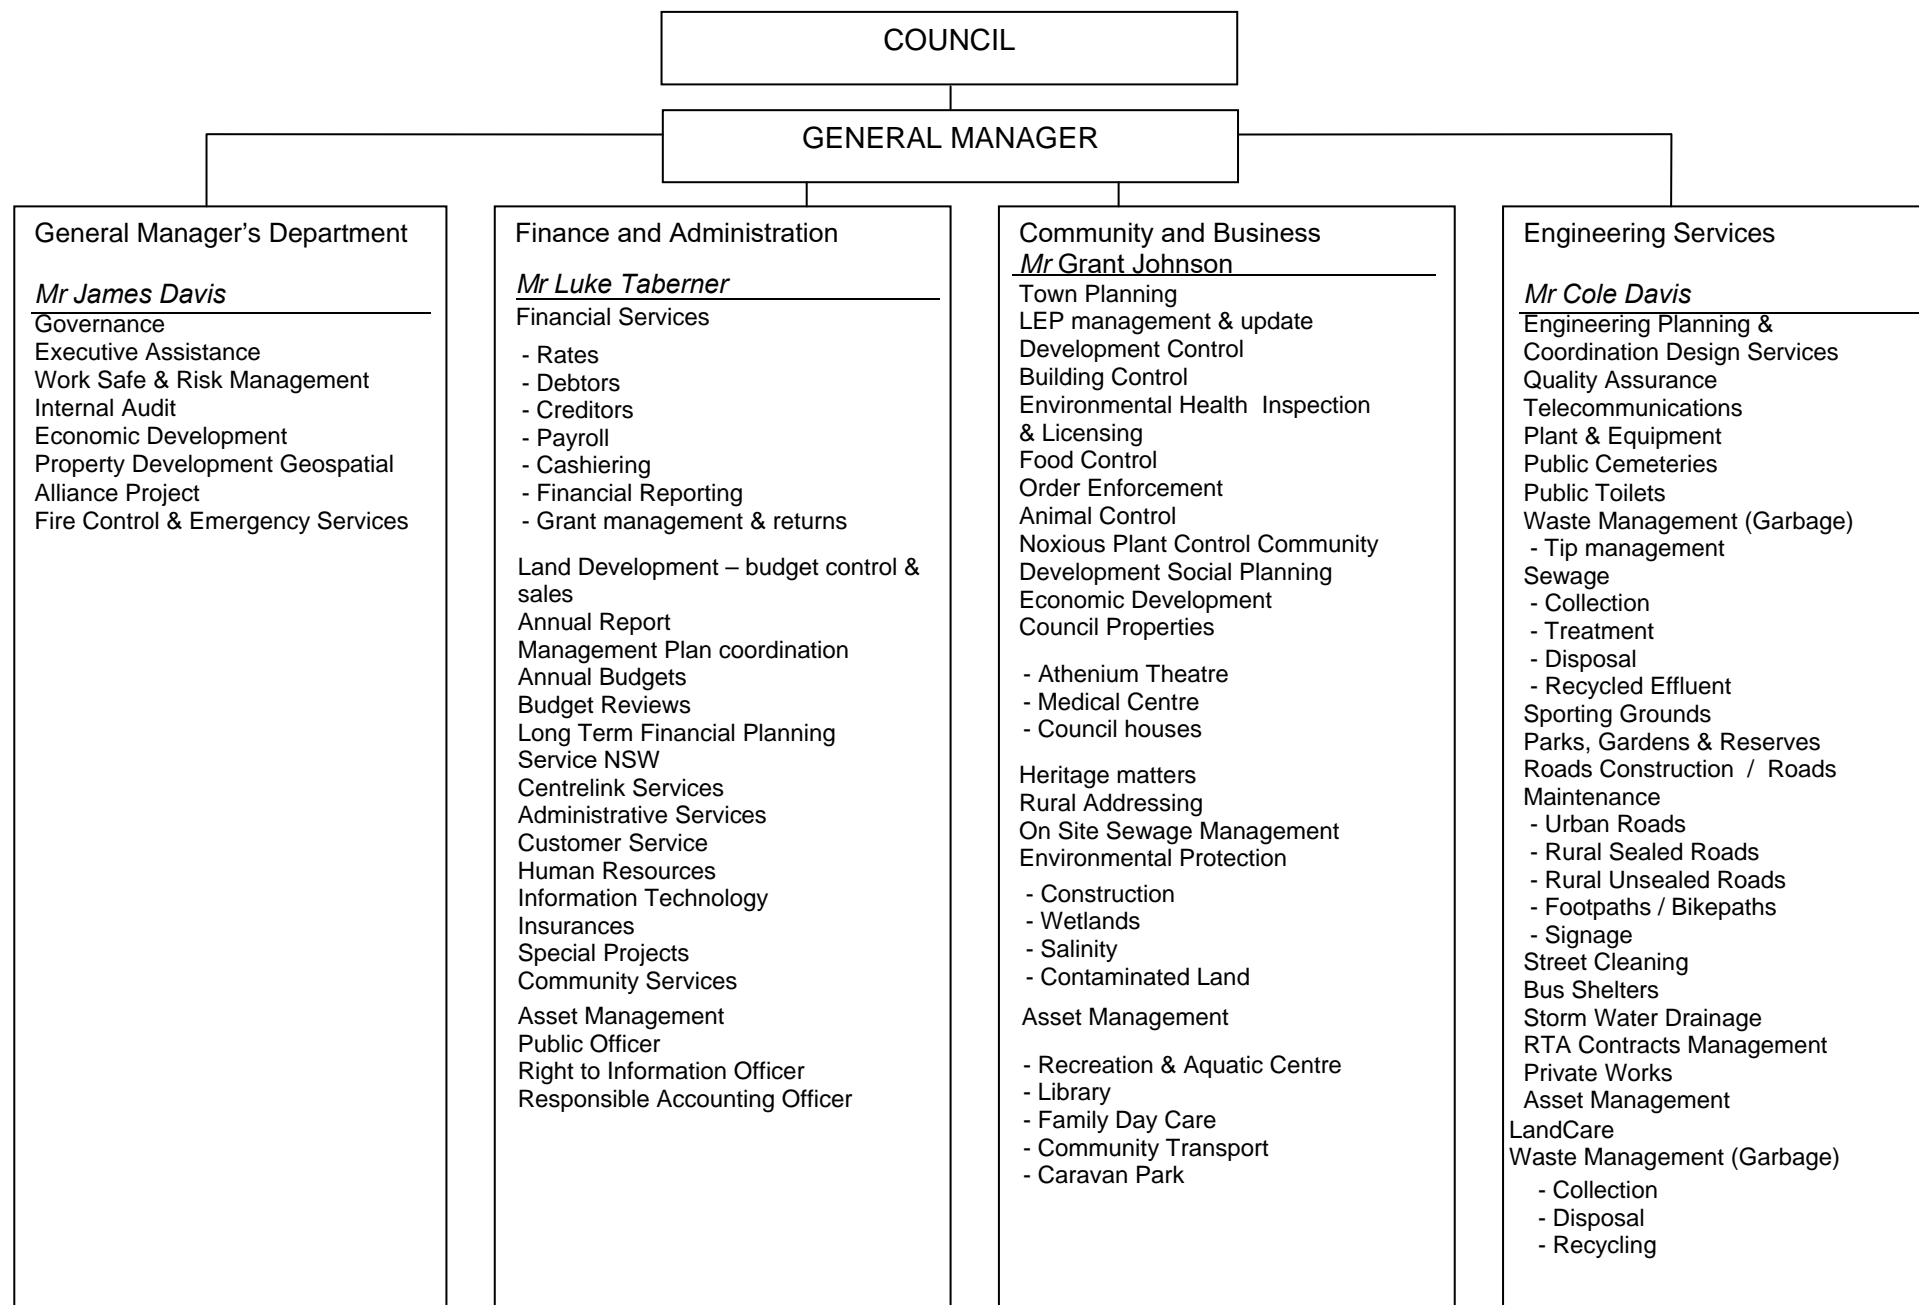 COUNCIL
GENERAL MANAGER
General Manager’s Department
Mr James Davis
Governance
Executive Assistance
Work Safe & Risk Management
Internal Audit
Economic Development
Property Development Geospatial
Alliance Project
Fire Control & Emergency Services
Finance and Administration
Mr Luke Taberner
Financial Services
- Rates
- Debtors
- Creditors
- Payroll
- Cashiering
- Financial Reporting
- Grant management & returns
Land Development – budget control &
sales
Annual Report
Management Plan coordination
Annual Budgets
Budget Reviews
Long Term Financial Planning
Service NSW
Centrelink Services
Administrative Services
Customer Service
Human Resources
Information Technology
Insurances
Special Projects
Community Services
Asset Management
Public Officer
Right to Information Officer
Responsible Accounting Officer
Community and Business
Mr Grant Johnson
Town Planning
LEP management & update
Development Control
Building Control
Environmental Health  Inspection
& Licensing
Food Control
Order Enforcement
Animal Control
Noxious Plant Control Community
Development Social Planning
Economic Development
Council Properties
- Athenium Theatre
- Medical Centre
- Council houses
Heritage matters
Rural Addressing
On Site Sewage Management
Environmental Protection
- Construction
- Wetlands
- Salinity
- Contaminated Land
Asset Management
- Recreation & Aquatic Centre
- Library
- Family Day Care
- Community Transport
- Caravan Park
Engineering Services
Mr Cole Davis
Engineering Planning &
Coordination Design Services
Quality Assurance
Telecommunications
Plant & Equipment
Public Cemeteries
Public Toilets
Waste Management (Garbage)
- Tip management
Sewage
- Collection
- Treatment
- Disposal
- Recycled Effluent
Sporting Grounds
Parks, Gardens & Reserves
Roads Construction  /  Roads
Maintenance
- Urban Roads
- Rural Sealed Roads
- Rural Unsealed Roads
- Footpaths / Bikepaths
- Signage
Street Cleaning
Bus Shelters
Storm Water Drainage
RTA Contracts Management
Private Works
Asset Management
LandCare
Waste Management (Garbage)
- Collection
- Disposal
- Recycling